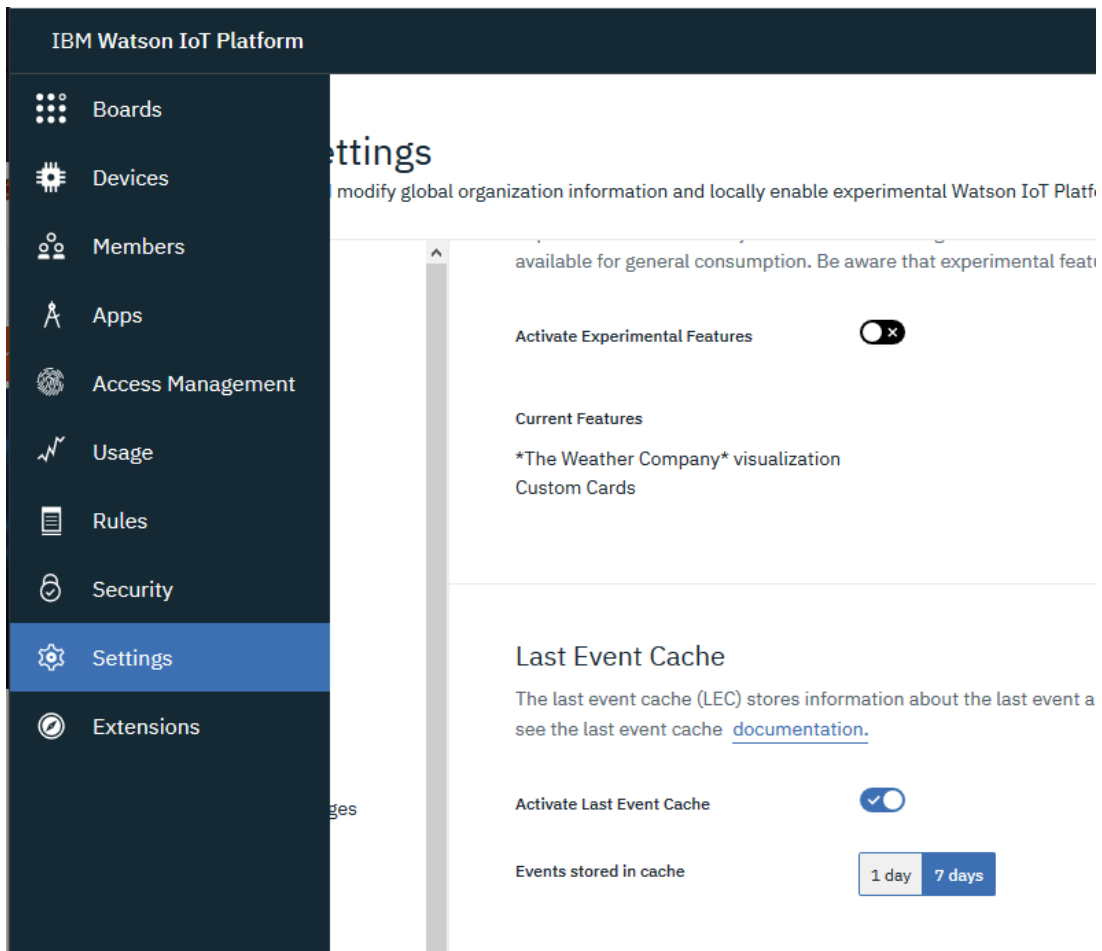 IBM Watson IoT Platform
Boards
Devices
Members
Apps
Access Management
Usage
Rules
Security
Settings
Extensions
ettings
modify global organization information and locally enable experimental Watson IoT Platf
available for general consumption. Be aware that experimental feat
Activate Experimental Features
Current Features
*The Weather Company* visualization
Custom Cards
Last Event Cache
The last event cache (LEC) stores information about the last event a
see the last event cache documentation.
ges
Activate Last Event Cache
Events stored in cache
1 day 7 days